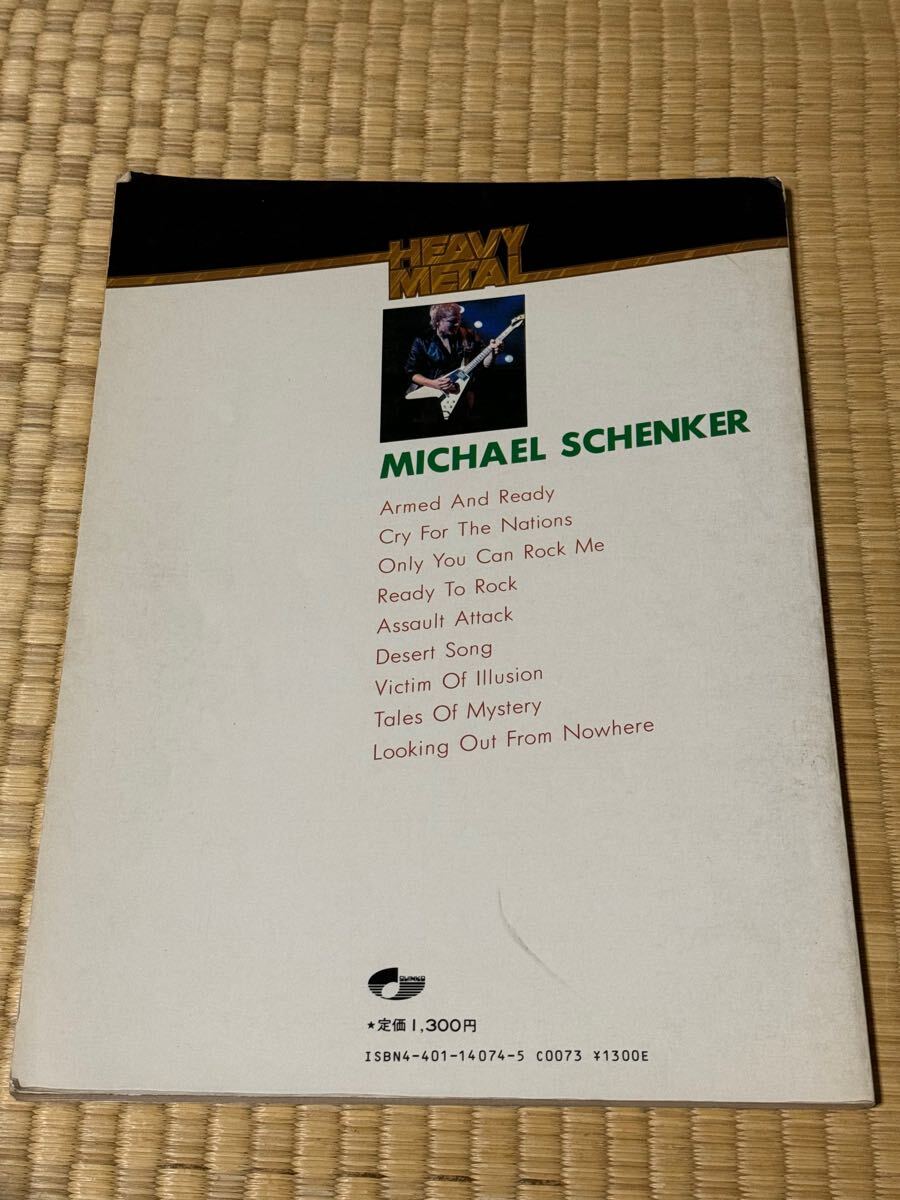 HEAVY
METAL
MICHAEL SCHENKER
Armed And Ready
Cry For The Nations
Only You Can Rock Me
Ready To Rock
Assault Attack
Desert Song
Victim Of Illusion
Tales Of Mystery
Looking Out From Nowhere
SHINKO
★定価1,300円
ISBN4-401-14074-5 C0073 ¥1300E